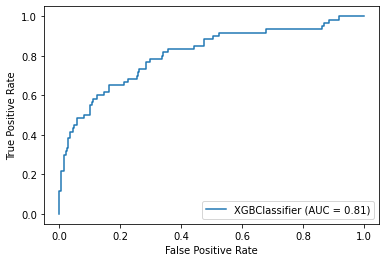 1.0
0.8
0.6
0.4
0.2
0.0
True Positive Rate
XGBClassifier (AUC = 0.81)
0.0 0.2 0.4 0.6 0.8 1.0
False Positive Rate